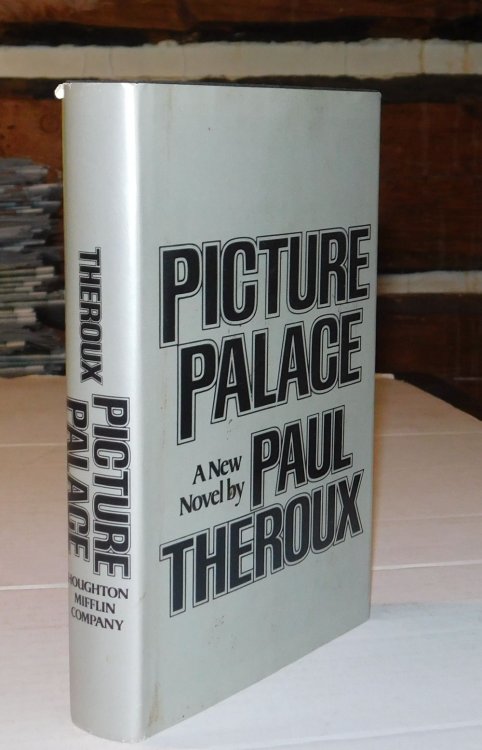 THEROUX
PICTURE
PALACE
HOUGHTON
MIFFLIN
COMPANY
PICTURE
PALACE
A New
Novel by
PAUL
THEROUX